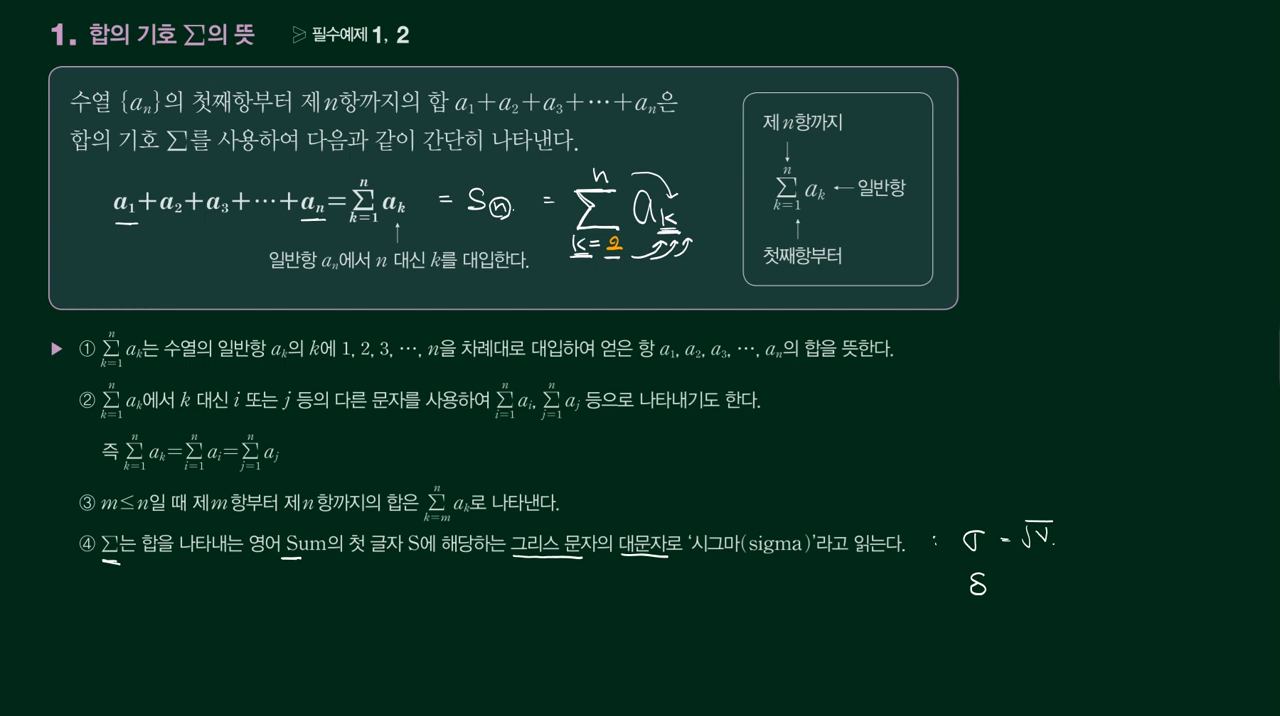 1. 합의 기호 ∑의 뜻 ▷ 필수예제 1, 2
수열 {aₙ}의 첫째항부터 제n항까지의 합 a₁+a₂+a₃+⋯+aₙ은
합의 기호 ∑를 사용하여 다음과 같이 간단히 나타낸다.
a₁+a₂+a₃+⋯+aₙ=∑_{k=1}^{n} aₖ = Sₙ. = ∑_{k=2}^{n} aₖ
일반항 aₙ에서 n 대신 k를 대입한다.
제n항까지
∑_{k=1}^{n} aₖ ← 일반항
첫째항부터
▶ ① ∑_{k=1}^{n} aₖ는 수열의 일반항 aₖ의 k에 1, 2, 3, ⋯, n을 차례대로 대입하여 얻은 항 a₁, a₂, a₃, ⋯, aₙ의 합을 뜻한다.
② ∑_{k=1}^{n} aₖ에서 k 대신 i 또는 j 등의 다른 문자를 사용하여 ∑_{i=1}^{n} aᵢ, ∑_{j=1}^{n} aⱼ 등으로 나타내기도 한다.
즉 ∑_{k=1}^{n} aₖ=∑_{i=1}^{n} aᵢ=∑_{j=1}^{n} aⱼ
③ m≤n일 때 제m항부터 제n항까지의 합은 ∑_{k=m}^{n} aₖ로 나타낸다.
④ ∑는 합을 나타내는 영어 Sum의 첫 글자 S에 해당하는 그리스 문자의 대문자로 '시그마(sigma)'라고 읽는다. : σ = √V.
δ